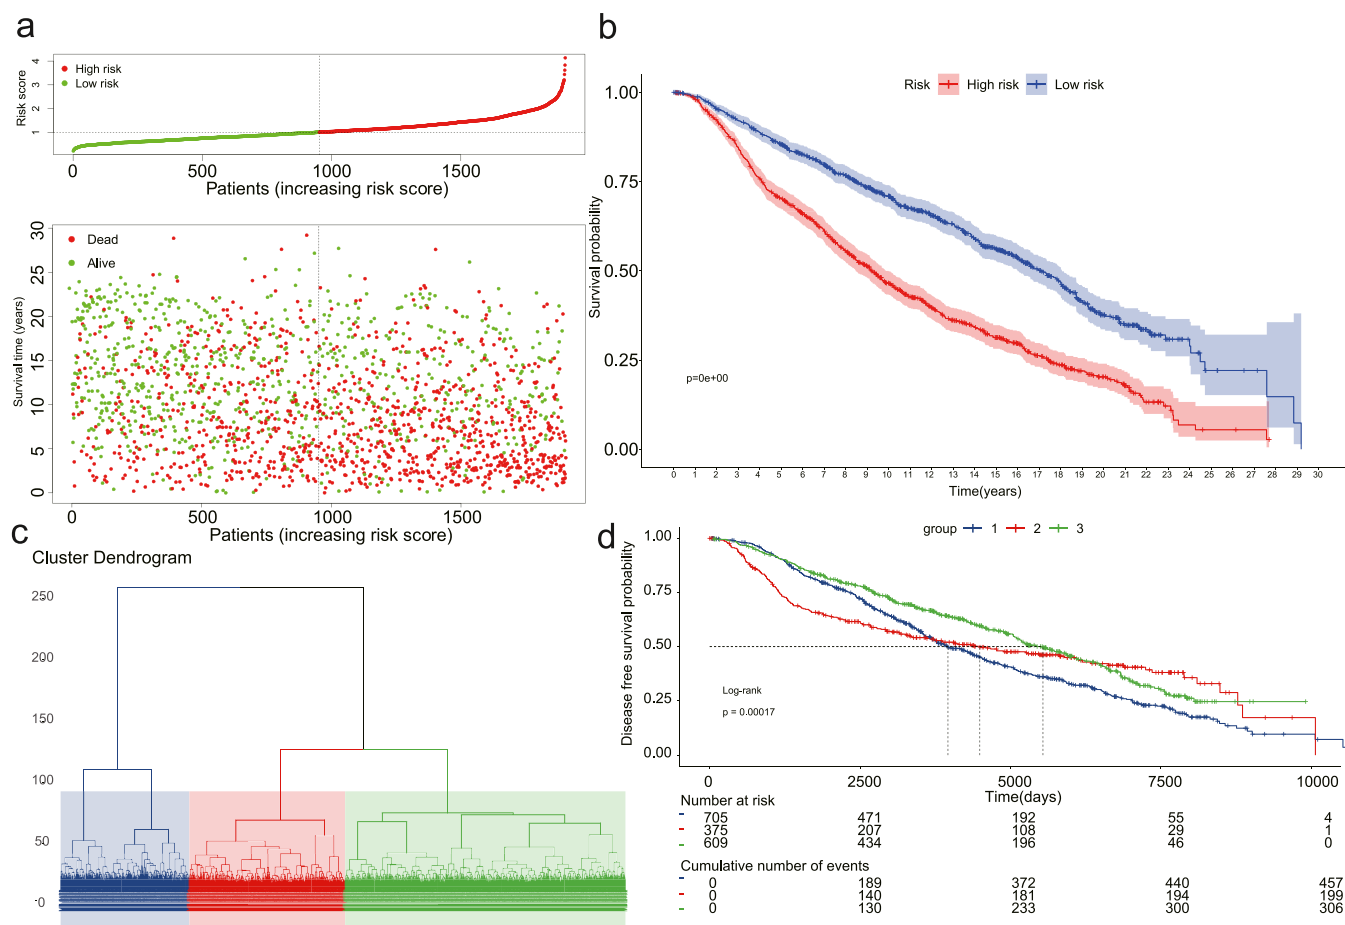 a
4
3
2
1
Risk score
High risk
Low risk
0 500 1000 1500
Patients (increasing risk score)
30
25
20
15
10
5
0
Survival time (years)
Dead
Alive
0 500 1000 1500
Patients (increasing risk score)
b
Risk High risk Low risk
1.00
0.75
0.50
0.25
0.00
Survival probability
p=0e+00
0 1 2 3 4 5 6 7 8 9 10 11 12 13 14 15 16 17 18 19 20 21 22 23 24 25 26 27 28 29 30
Time(years)
c
Cluster Dendrogram
250
200
150
100
50
0
d
group 1 2 3
1.00
0.75
0.50
0.25
0.00
Disease free survival probability
Log-rank
p = 0.00017
0 2500 5000 7500 10000
Time(days)
Number at risk
705 471 192 55 4
375 207 108 29 1
609 434 196 46 0
Cumulative number of events
0 189 372 440 457
0 140 181 194 199
0 130 233 300 306